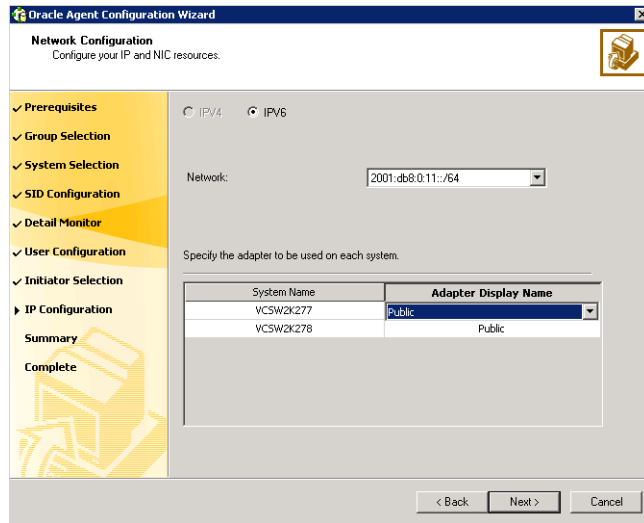 Oracle Agent Configuration Wizard
Network Configuration
Configure your IP and NIC resources.
Prerequisites
Group Selection
System Selection
SID Configuration
Detail Monitor
User Configuration
Initiator Selection
IP Configuration
Summary
Complete
IPV4 IPV6
Network: 2001:db8:0:11::/64
Specify the adapter to be used on each system.
System Name Adapter Display Name
VCSW2K277 Public
VCSW2K278 Public
< Back Next > Cancel